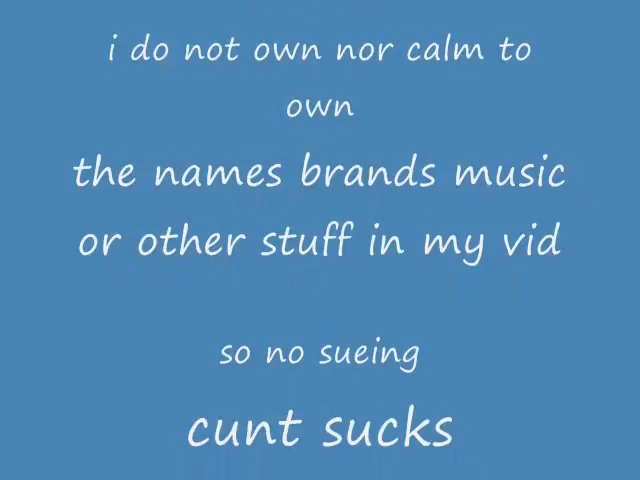 i do not own nor calm to
own
the names brands music
or other stuff in my vid
so no sueing
cunt sucks